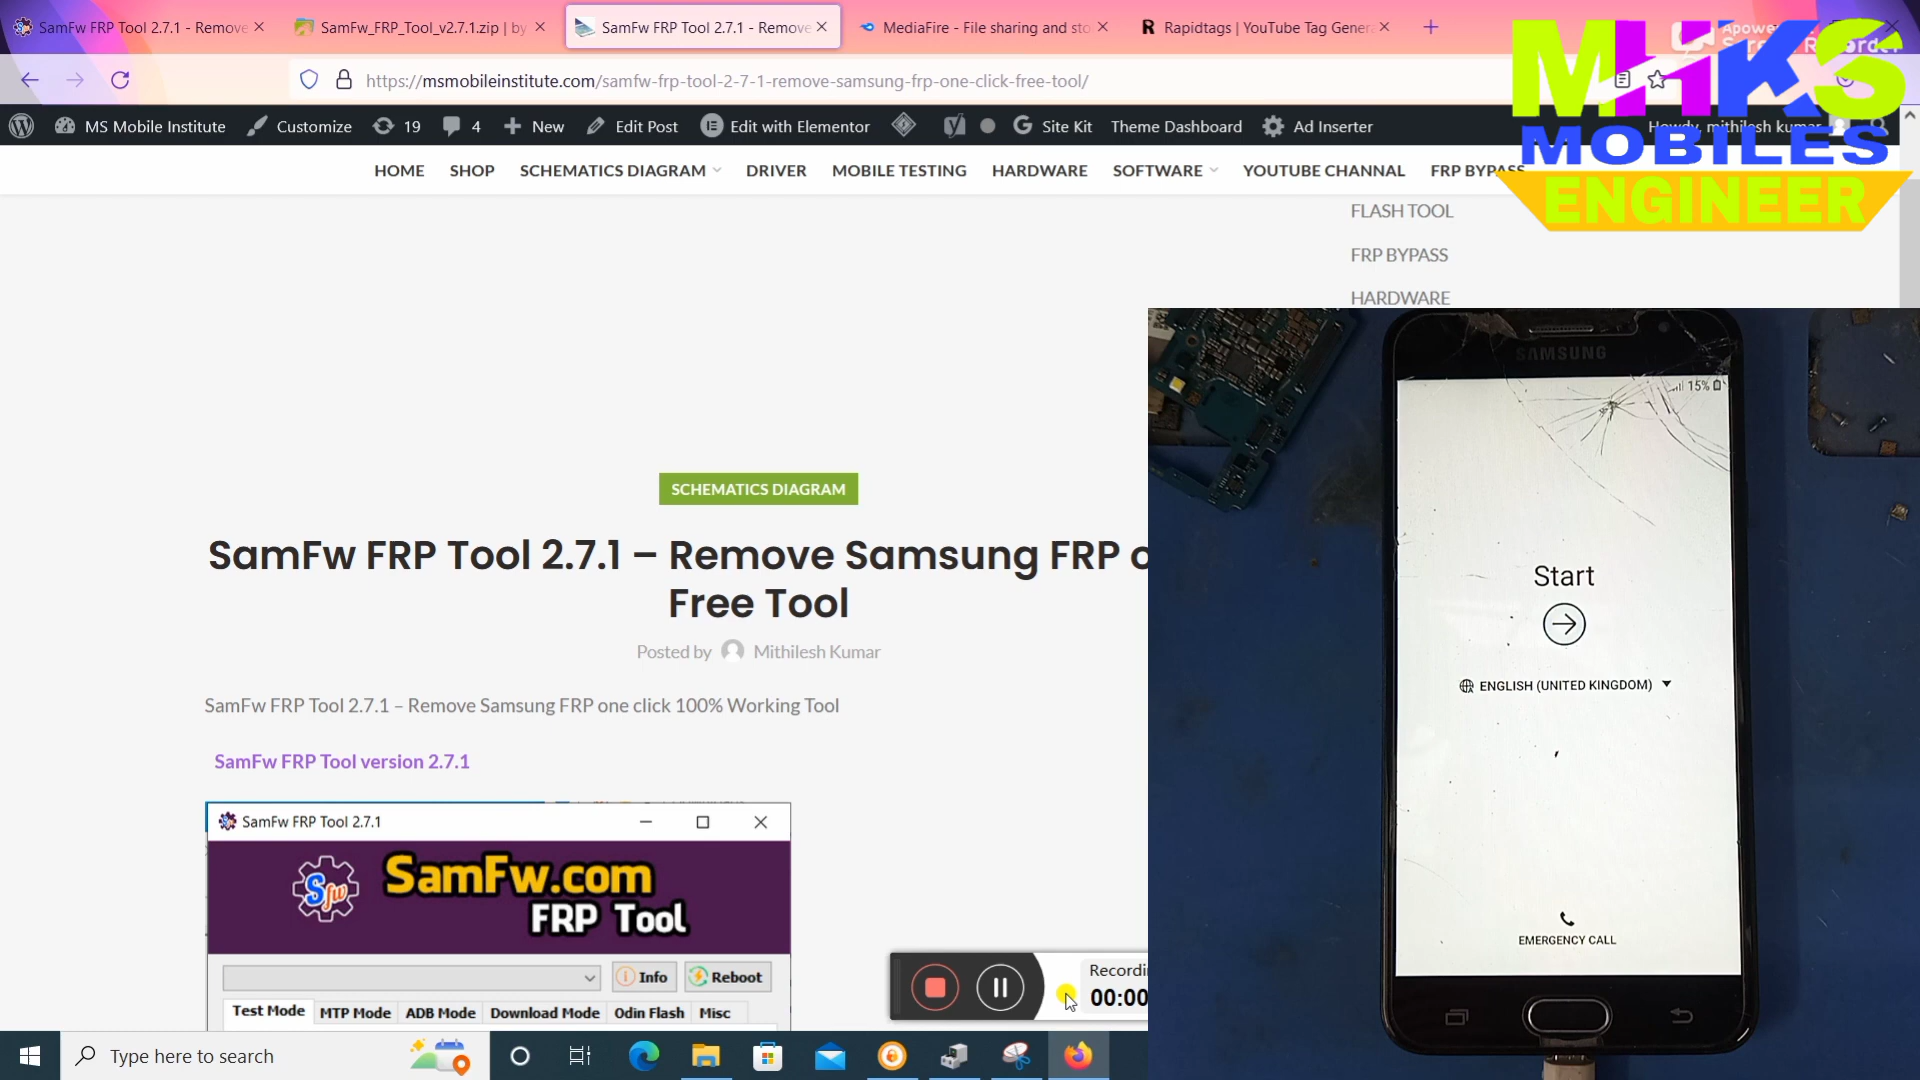 SamFw FRP Tool 2.7.1 - Remove
SamFw_FRP_Tool_v2.7.1.zip | by
SamFw FRP Tool 2.7.1 - Remove
MediaFire - File sharing and sto
Rapidtags | YouTube Tag Gener
https://msmobileinstitute.com/samfw-frp-tool-2-7-1-remove-samsung-frp-one-click-free-tool/
MS Mobile Institute
Customize
19
4
New
Edit Post
Edit with Elementor
Site Kit
Theme Dashboard
Ad Inserter
Howdy, mithilesh kumar
MHKS
MOBILES
ENGINEER
HOME
SHOP
SCHEMATICS DIAGRAM
DRIVER
MOBILE TESTING
HARDWARE
SOFTWARE
YOUTUBE CHANNEL
FRP BYPASS
FLASH TOOL
FRP BYPASS
HARDWARE
SCHEMATICS DIAGRAM
SamFw FRP Tool 2.7.1 – Remove Samsung FRP o
Free Tool
Posted by Mithilesh Kumar
SamFw FRP Tool 2.7.1 – Remove Samsung FRP one click 100% Working Tool
SamFw FRP Tool version 2.7.1
SamFw FRP Tool 2.7.1
Sfw
SamFw.com
FRP Tool
Info
Reboot
Test Mode
MTP Mode
ADB Mode
Download Mode
Odin Flash
Misc
Recordi
00:00
SAMSUNG
15%
Start
ENGLISH (UNITED KINGDOM)
EMERGENCY CALL
Type here to search